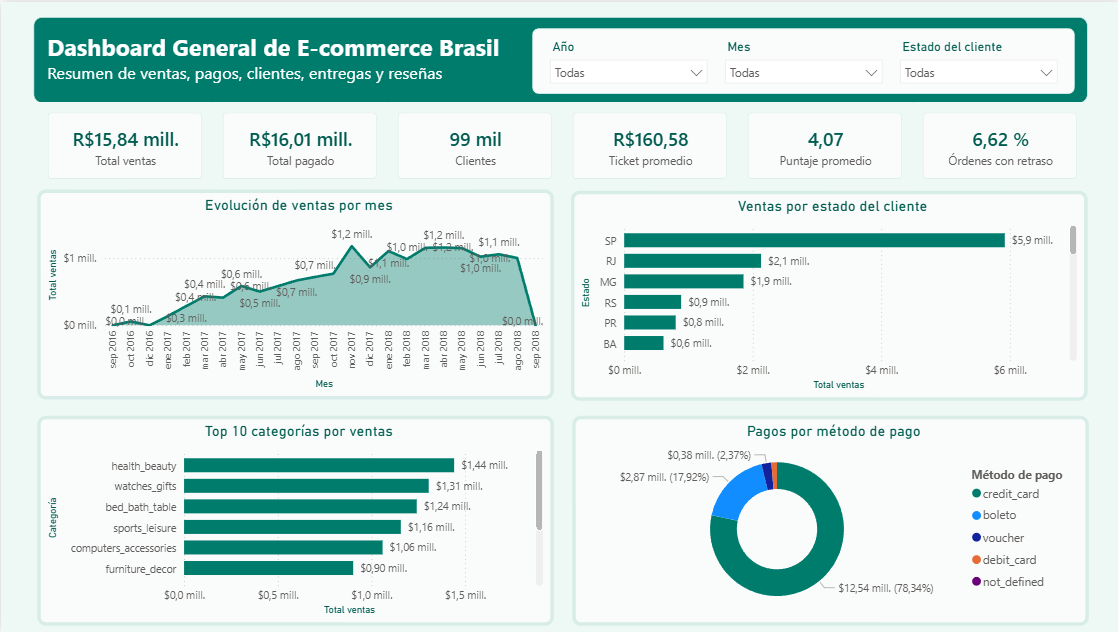 Dashboard General de E-commerce Brasil
Resumen de ventas, pagos, clientes, entregas y reseñas
Año
Mes
Estado del cliente
Todas
Todas
Todas
R$15,84 mill.
Total ventas
R$16,01 mill.
Total pagado
99 mil
Clientes
R$160,58
Ticket promedio
4,07
Puntaje promedio
6,62 %
Órdenes con retraso
Evolución de ventas por mes
Total ventas
$1 mill.
$0 mill.
$0,0 mill.
$0,1 mill.
$0,3 mill.
$0,4 mill.
$0,4 mill.
$0,6 mill.
$0,5 mill.
$0,6 mill.
$0,7 mill.
$0,7 mill.
$1,2 mill.
$0,9 mill.
$1,1 mill.
$1,0 mill.
$1,2 mill.
$1,2 mill.
$1,0 mill.
$1,0 mill.
$1,1 mill.
$0,0 mill.
sep 2016
oct 2016
dic 2016
ene 2017
feb 2017
mar 2017
abr 2017
may 2017
jun 2017
jul 2017
ago 2017
sep 2017
oct 2017
nov 2017
dic 2017
ene 2018
feb 2018
mar 2018
abr 2018
may 2018
jun 2018
jul 2018
ago 2018
sep 2018
Mes
Ventas por estado del cliente
Estado
SP $5,9 mill.
RJ $2,1 mill.
MG $1,9 mill.
RS $0,9 mill.
PR $0,8 mill.
BA $0,6 mill.
$0 mill. $2 mill. $4 mill. $6 mill.
Total ventas
Top 10 categorías por ventas
Categoría
health_beauty $1,44 mill.
watches_gifts $1,31 mill.
bed_bath_table $1,24 mill.
sports_leisure $1,16 mill.
computers_accessories $1,06 mill.
furniture_decor $0,90 mill.
$0,0 mill. $0,5 mill. $1,0 mill. $1,5 mill.
Total ventas
Pagos por método de pago
$0,38 mill. (2,37%)
$2,87 mill. (17,92%)
$12,54 mill. (78,34%)
Método de pago
credit_card
boleto
voucher
debit_card
not_defined